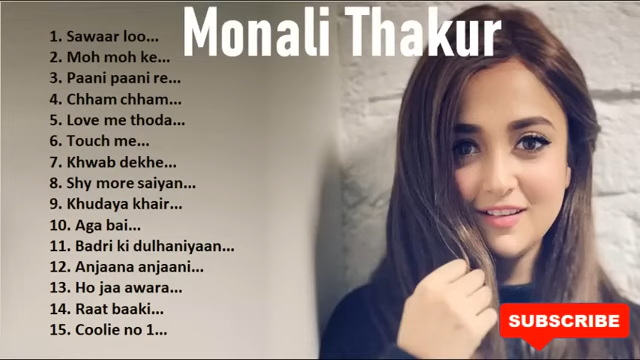 Monali Thakur
1. Sawaar loo...
2. Moh moh ke...
3. Paani paani re...
4. Chham chham...
5. Love me thoda...
6. Touch me...
7. Khwab dekhe...
8. Shy more saiyan...
9. Khudaya khair...
10. Aga bai...
11. Badri ki dulhaniyaan...
12. Anjaana anjaani...
13. Ho jaa awara...
14. Raat baaki...
15. Coolie no 1...
SUBSCRIBE